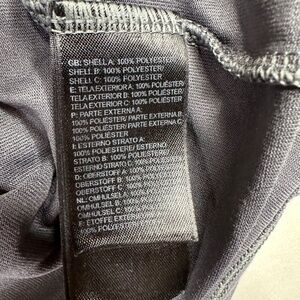 GB: SHELL A: 100% POLYESTER/
SHELL B: 100% POLYESTER/
SHELL C: 100% POLYESTER
E: TELA EXTERIOR A : 100% POLIÉSTER/
TELA EXTERIOR B : 100% POLIÉSTER/
TELA EXTERIOR C : 100% POLIÉSTER
P: PARTE EXTERNA A :
100% POLIÉSTER/ PARTE EXTERNA B :
100% POLIÉSTER/ PARTE EXTERNA C :
100% POLIÉSTER
I: ESTERNO STRATO A :
100% POLIESTERE/ ESTERNO
STRATO B : 100% POLIESTERE/
ESTERNO STRATO C : 100% POLIESTERE
D: OBERSTOFF A : 100% POLYESTER/
OBERSTOFF B : 100% POLYESTER/
OBERSTOFF C : 100% POLYESTER
NL: OMHULSEL A : 100% POLYESTER/
OMHULSEL B : 100% POLYESTER/
OMHULSEL C : 100% POLYESTER
F: ETOFFE EXTERIEURE
100% POLYESTER/